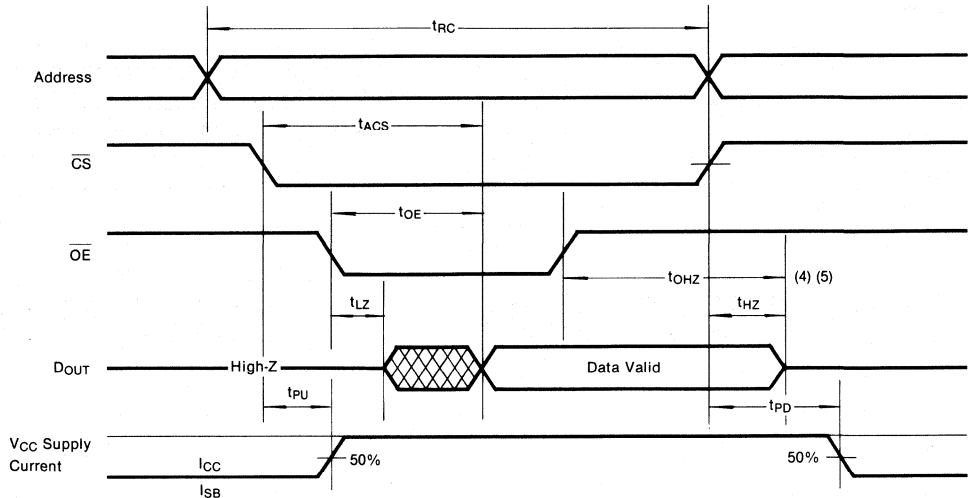 tRC
Address
tACS
CS
tOE
OE
tOHZ
(4) (5)
tLZ
tHZ
DOUT
High-Z
Data Valid
tPU
tPD
VCC Supply
Current
ICC
50%
50%
ISB